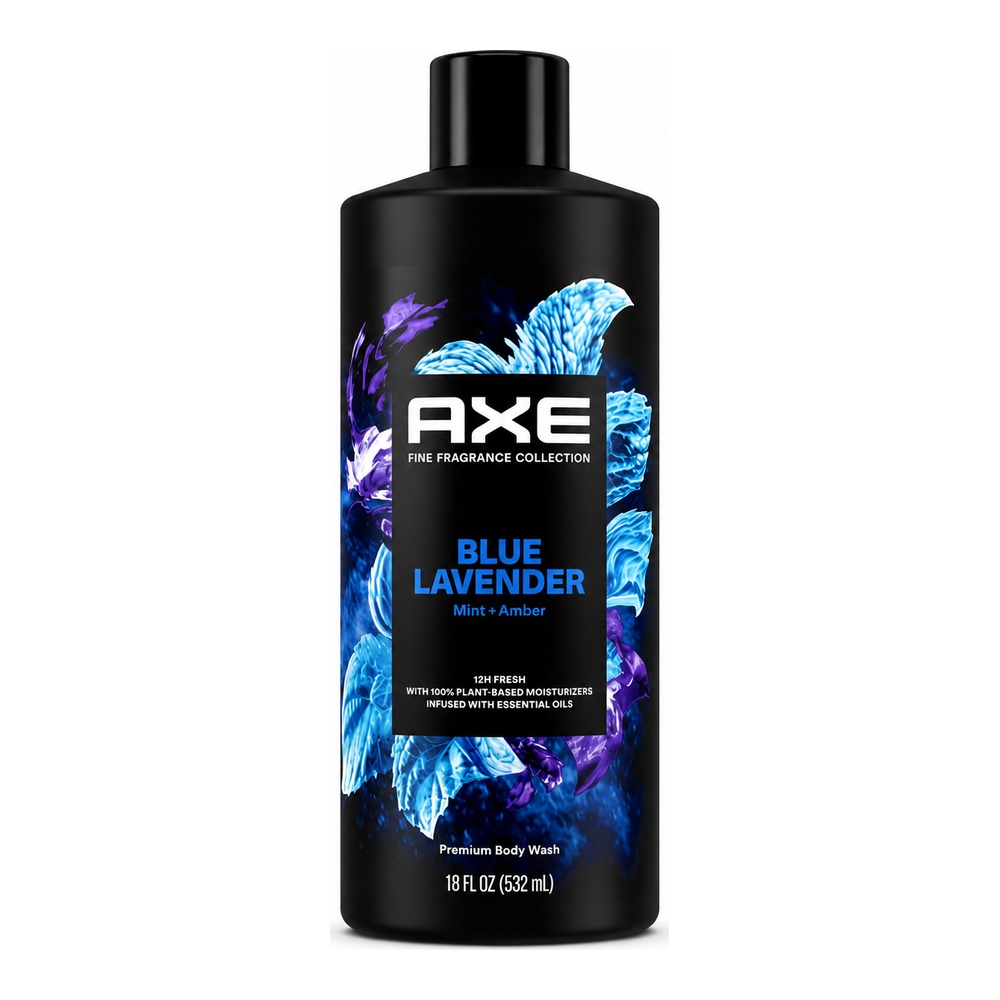 AXE
FINE FRAGRANCE COLLECTION
BLUE
LAVENDER
Mint + Amber
12H FRESH
WITH 100% PLANT-BASED MOISTURIZERS
INFUSED WITH ESSENTIAL OILS
Premium Body Wash
18 FL OZ (532 mL)